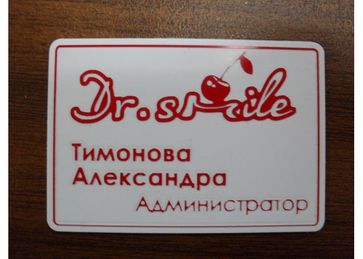 Dr.smile
Тимонова
Александра
Администратор